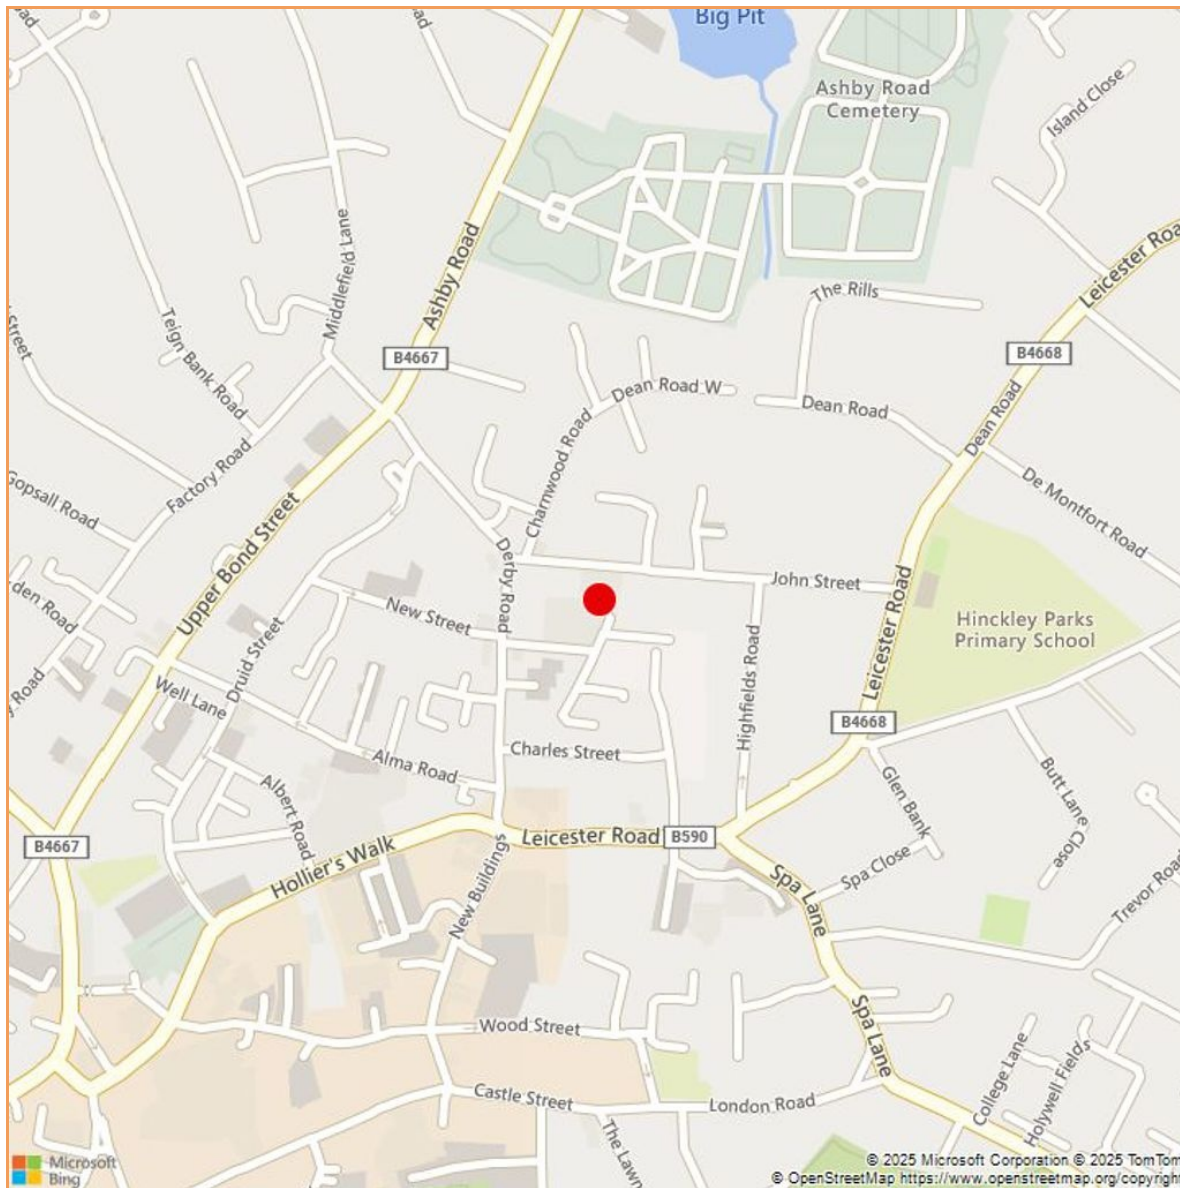 Big Pit
Ashby Road
Cemetery
Island Close
Leicester Roa
Middlefield Lane
Ashby Road
The Rills
Street
Teign Bank Road
B4667
B4668
Dean Road W
Dean Road
Dean Road
Charnwood Road
Factory Road
Gopsall Road
De Montfort Road
Upper Bond Street
Derby Road
John Street
Leicester Road
den Road
New Street
Hinckley Parks
Primary School
Druid Street
Highfields Road
y Road
Well Lane
B4668
Charles Street
Alma Road
Albert Road
Glen Bank
Butt Lane Close
B4667
Leicester Road
B590
Hollier's Walk
New Buildings
Spa Close
Spa Lane
Trevor Road
Spa Lane
Wood Street
College Lane
Holywell Fields
Castle Street
London Road
The Lawn
Microsoft
Bing
© 2025 Microsoft Corporation © 2025 TomTom
© OpenStreetMap https://www.openstreetmap.org/copyright